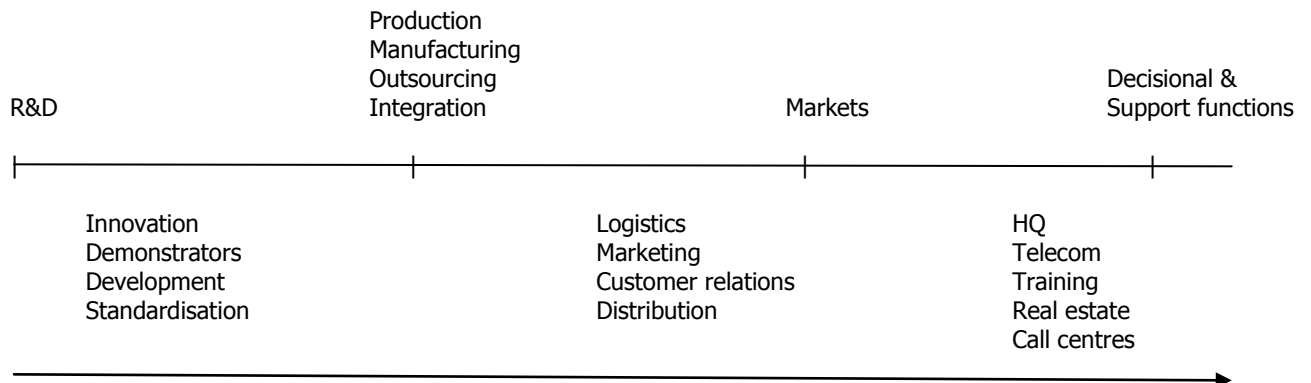 Production
Manufacturing
Outsourcing
Integration
R&D
Markets
Decisional &
Support functions
Innovation
Demonstrators
Development
Standardisation
Logistics
Marketing
Customer relations
Distribution
HQ
Telecom
Training
Real estate
Call centres